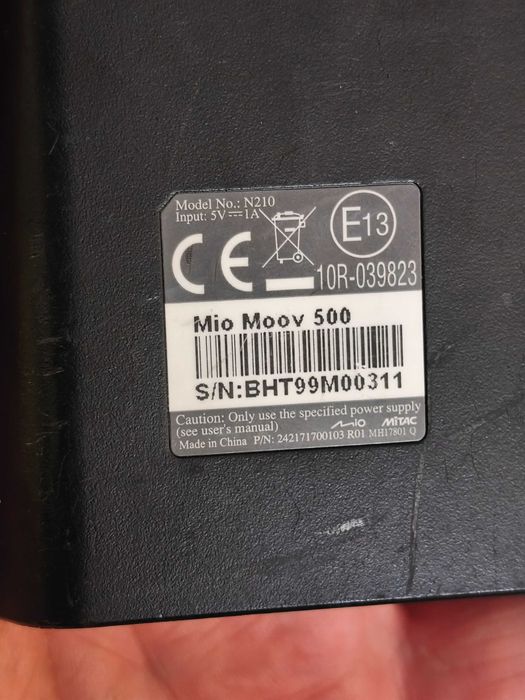 Model No.: N210
Input: 5V⎓1A
CE
E13
10R-039823
Mio Moov 500
S/N:BHT99M00311
Caution: Only use the specified power supply
(see user's manual) Mio MiTAC
Made in China P/N: 242171700103 R01 MH17801 Q